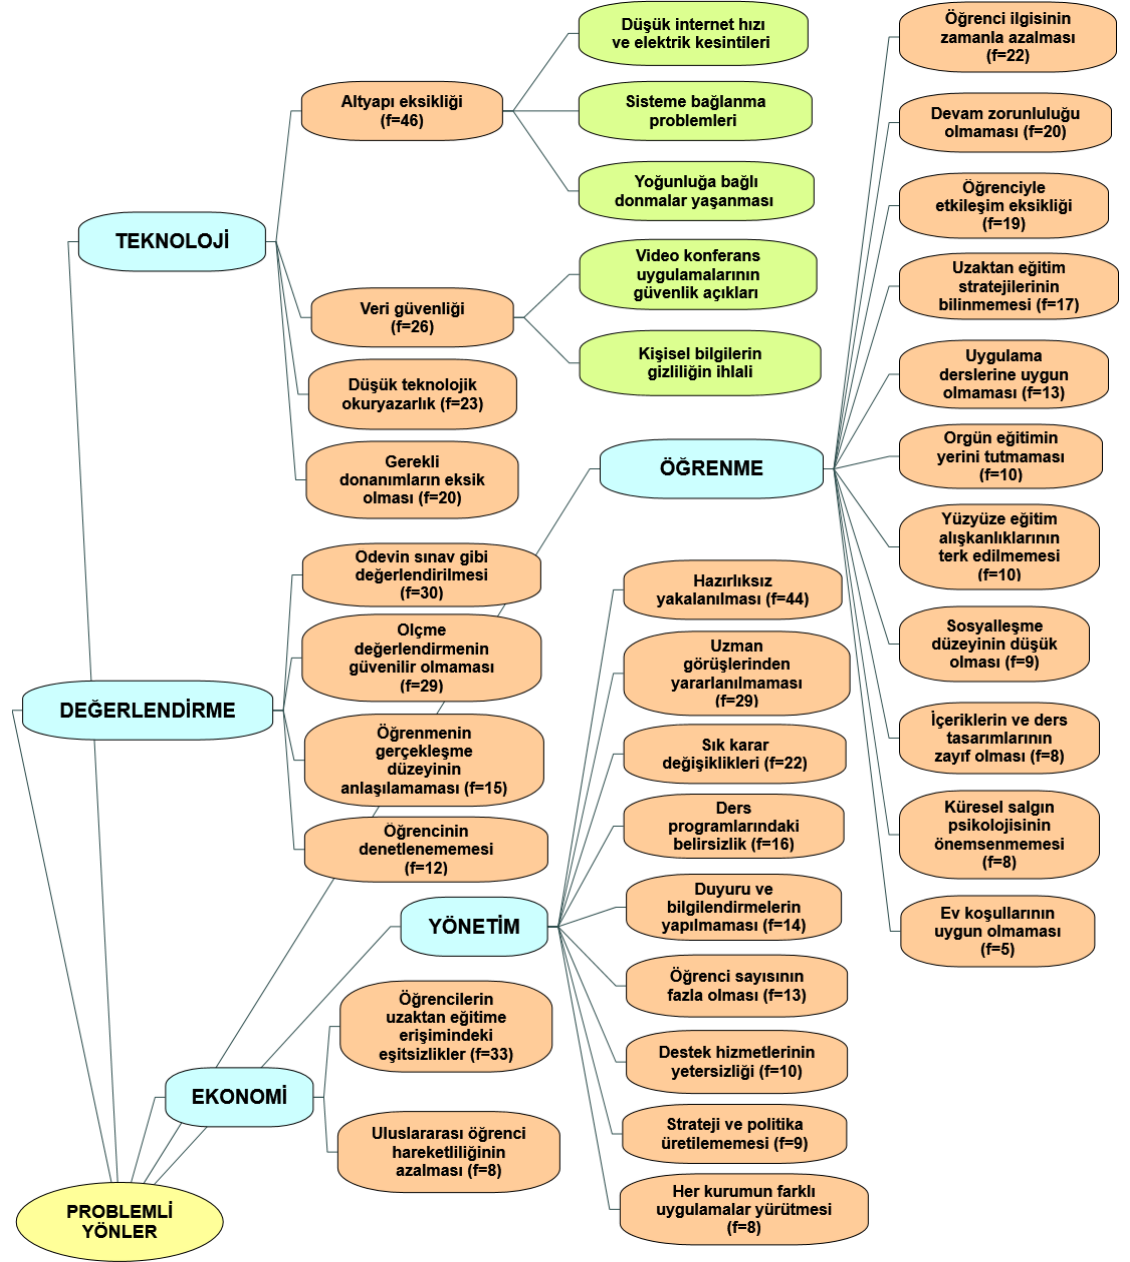 TEKNOLOJİ
Altyapı eksikliği
(f=46)
Düşük internet hızı
ve elektrik kesintileri
Sisteme bağlanma
problemleri
Yoğunluğa bağlı
donmalar yaşanması
Veri güvenliği
(f=26)
Video konferans
uygulamalarının
güvenlik açıkları
Kişisel bilgilerin
gizliliğin ihlali
Düşük teknolojik
okuryazarlık (f=23)
Gerekli
donanımların eksik
olması (f=20)
ÖĞRENME
Öğrenci ilgisinin
zamanla azalması
(f=22)
Devam zorunluluğu
olmaması (f=20)
Öğrenciyle
etkileşim eksikliği
(f=19)
Uzaktan eğitim
stratejilerinin
bilinmemesi (f=17)
Uygulama
derslerine uygun
olmaması (f=13)
Orgün eğitimin
yerini tutmaması
(f=10)
Yüzyüze eğitim
alışkanlıklarının
terk edilmemesi
(f=10)
Sosyalleşme
düzeyinin düşük
olması (f=9)
İçeriklerin ve ders
tasarımlarının
zayıf olması (f=8)
Küresel salgın
psikolojisinin
önemsenmemesi
(f=8)
Ev koşullarının
uygun olmaması
(f=5)
DEĞERLENDİRME
Odevin sınav gibi
değerlendirilmesi
(f=30)
Olçme
değerlendirmenin
güvenilir olmaması
(f=29)
Öğrenmenin
gerçekleşme
düzeyinin
anlaşılamaması (f=15)
Öğrencinin
denetlenememesi
(f=12)
YÖNETİM
Hazırlıksız
yakalanılması (f=44)
Uzman
görüşlerinden
yararlanılmaması
(f=29)
Sık karar
değişiklikleri (f=22)
Ders
programlarındaki
belirsizlik (f=16)
Duyuru ve
bilgilendirmelerin
yapılmaması (f=14)
Öğrenci sayısının
fazla olması (f=13)
Destek hizmetlerinin
yetersizliği (f=10)
Strateji ve politika
üretilememesi (f=9)
Her kurumun farklı
uygulamalar yürütmesi
(f=8)
EKONOMİ
Öğrencilerin
uzaktan eğitime
erişimindeki
eşitsizlikler (f=33)
Uluslararası öğrenci
hareketliliğinin
azalması (f=8)
PROBLEMLİ
YÖNLER